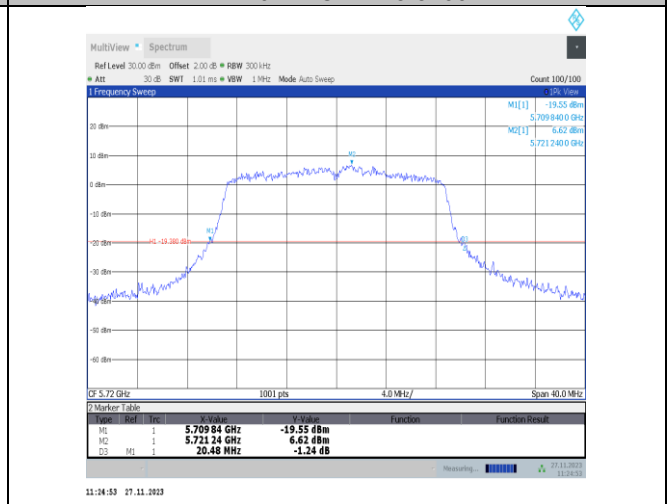 MultiView Spectrum
Ref Level 30.00 dBm Offset 2.00 dB RBW 300 kHz
Att 30 dB SWT 1.01 ms VBW 1 MHz Mode Auto Sweep Count 100/100
1 Frequency Sweep 1Pk View
M1[1] -19.55 dBm
5.709 840 0 GHz
M2[1] 6.62 dBm
5.721 240 0 GHz
20 dBm
10 dBm
M2
0 dBm
-10 dBm
M1
-20 dBm H1 -19.380 dBm D3
-30 dBm
-40 dBm
-50 dBm
-60 dBm
CF 5.72 GHz 1001 pts 4.0 MHz/ Span 40.0 MHz
2 Marker Table
Type Ref Trc X-Value Y-Value Function Function Result
M1 1 5.709 84 GHz -19.55 dBm
M2 1 5.721 24 GHz 6.62 dBm
D3 M1 1 20.48 MHz -1.24 dB
Measuring... 27.11.2023
11:24:53
11:24:53 27.11.2023